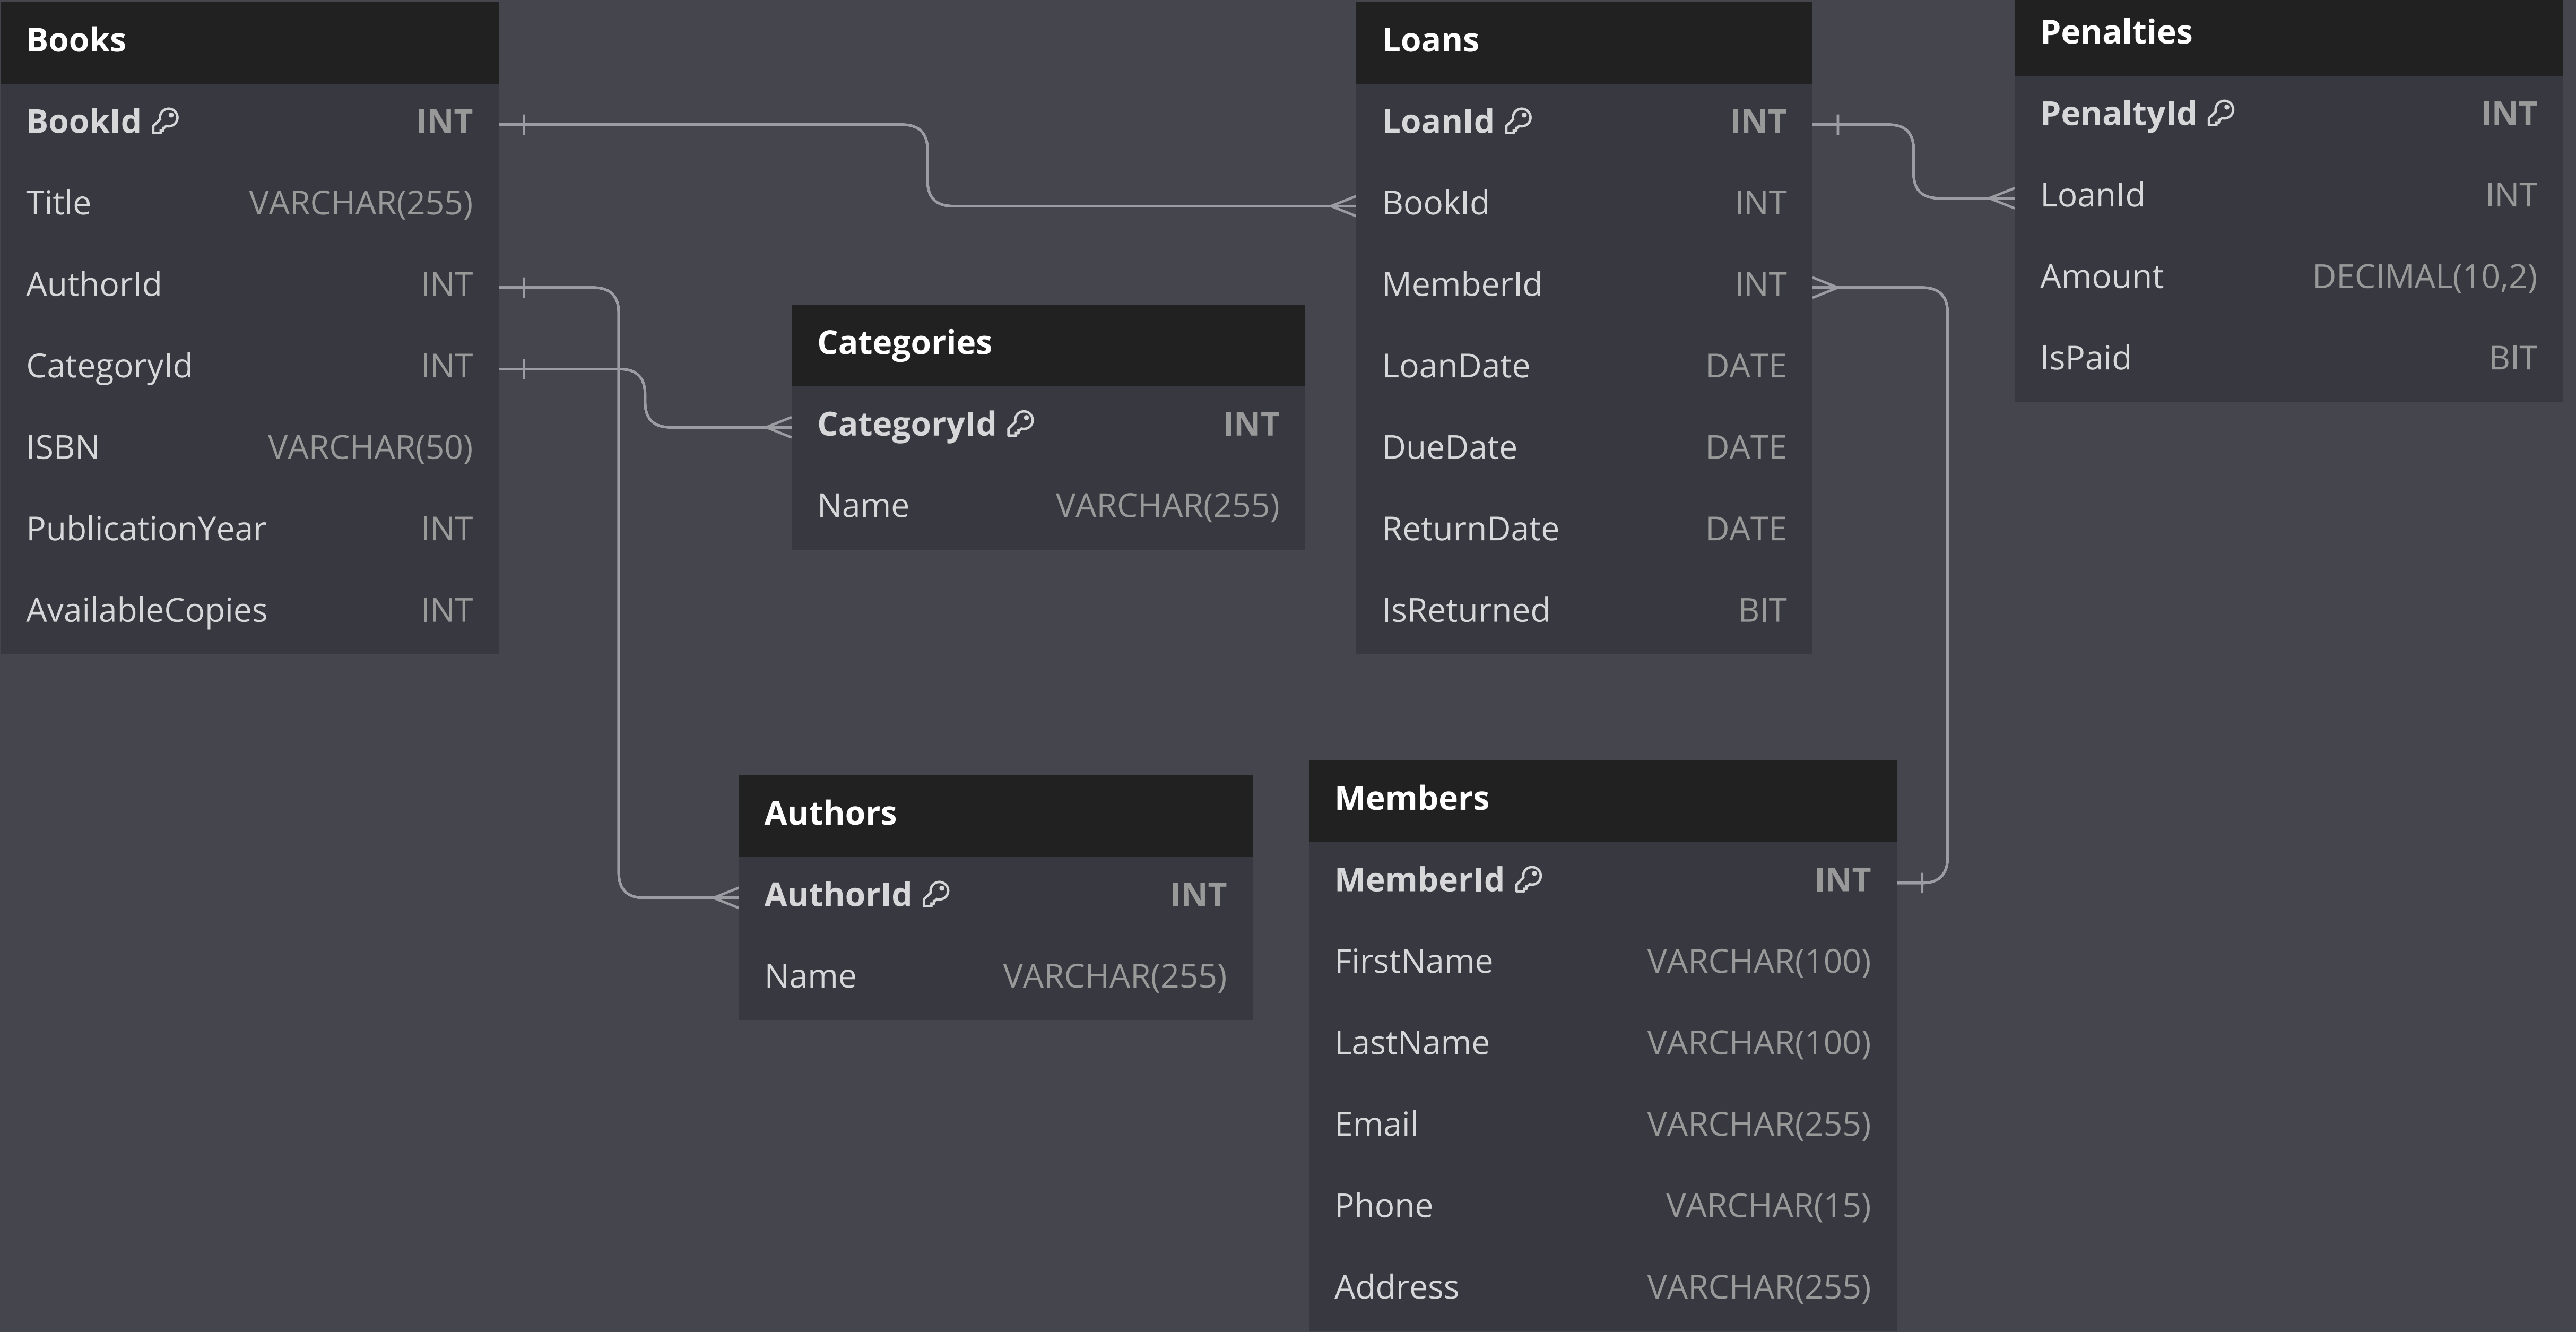 Books
BookId INT
Title VARCHAR(255)
AuthorId INT
CategoryId INT
ISBN VARCHAR(50)
PublicationYear INT
AvailableCopies INT
Categories
CategoryId INT
Name VARCHAR(255)
Authors
AuthorId INT
Name VARCHAR(255)
Loans
LoanId INT
BookId INT
MemberId INT
LoanDate DATE
DueDate DATE
ReturnDate DATE
IsReturned BIT
Members
MemberId INT
FirstName VARCHAR(100)
LastName VARCHAR(100)
Email VARCHAR(255)
Phone VARCHAR(15)
Address VARCHAR(255)
Penalties
PenaltyId INT
LoanId INT
Amount DECIMAL(10,2)
IsPaid BIT